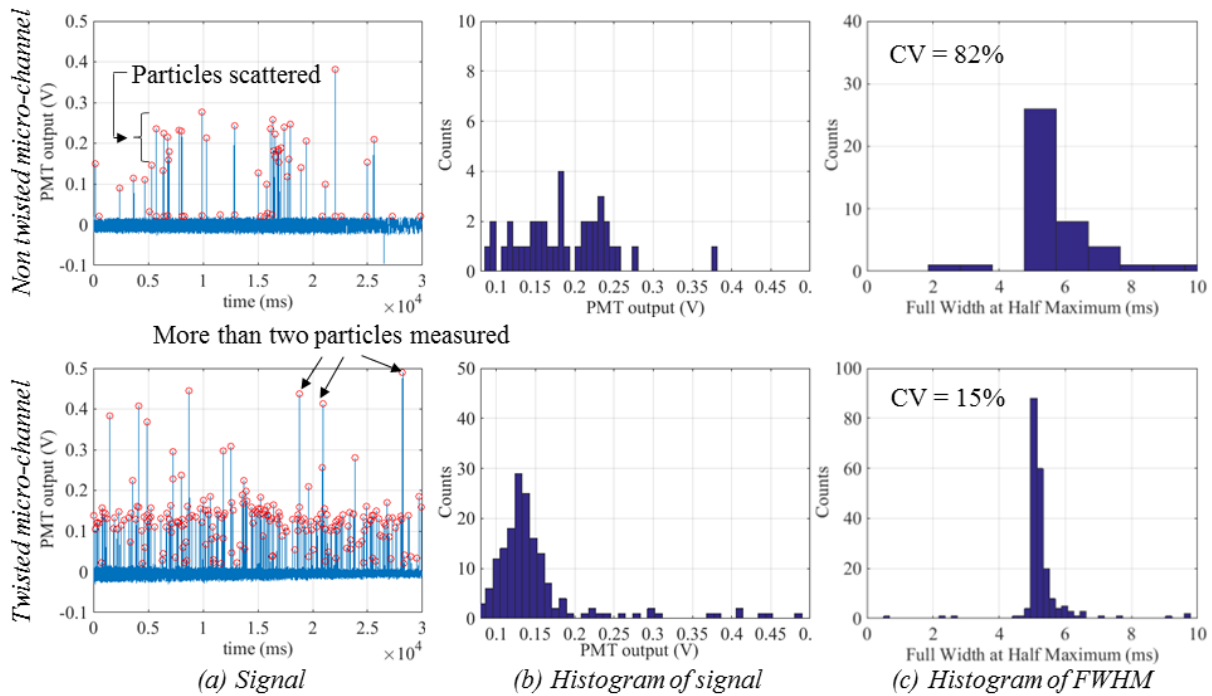 Non twisted micro-channel
0.5
0.4
0.3
0.2
0.1
0
-0.1
PMT output (V)
Particles scattered
0 0.5 1 1.5 2 2.5 3
time (ms)
×10⁴
10
8
6
4
2
0
Counts
0.1 0.15 0.2 0.25 0.3 0.35 0.4 0.45 0.
PMT output (V)
40
30
20
10
0
Counts
CV = 82%
0 2 4 6 8 10
Full Width at Half Maximum (ms)
More than two particles measured
Twisted micro-channel
0.5
0.4
0.3
0.2
0.1
0
-0.1
PMT output (V)
0 0.5 1 1.5 2 2.5 3
time (ms)
×10⁴
50
40
30
20
10
0
Counts
0.1 0.15 0.2 0.25 0.3 0.35 0.4 0.45 0.
PMT output (V)
100
80
60
40
20
0
Counts
CV = 15%
0 2 4 6 8 10
Full Width at Half Maximum (ms)
(a) Signal
(b) Histogram of signal
(c) Histogram of FWHM